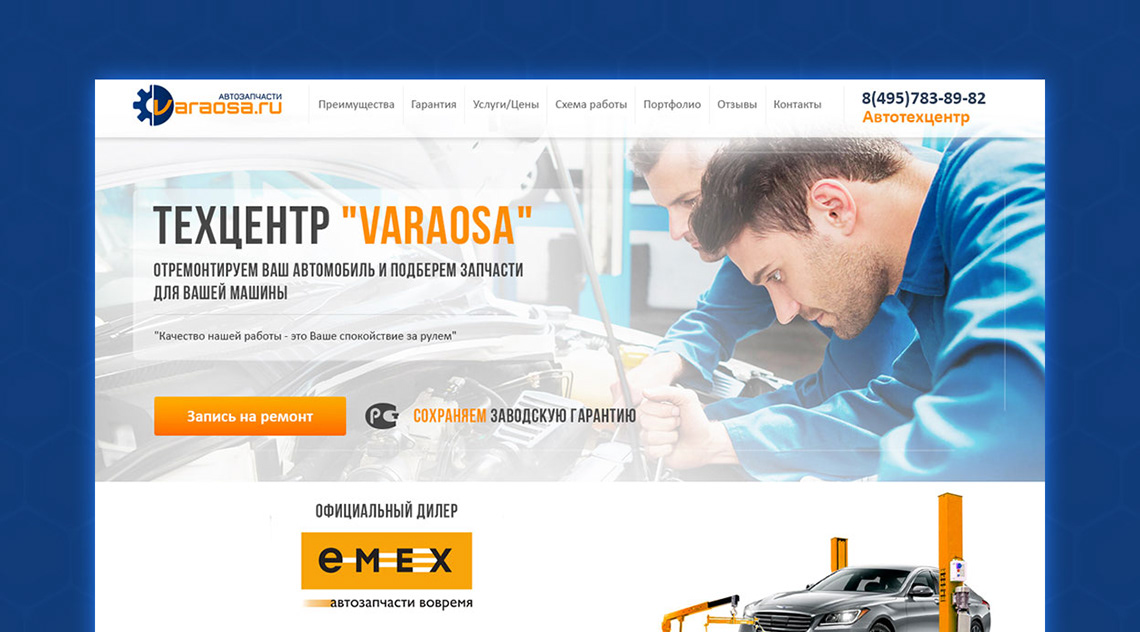 АВТОЗАПЧАСТИ
varaosa.ru
Преимущества
Гарантия
Услуги/Цены
Схема работы
Портфолио
Отзывы
Контакты
8(495)783-89-82
Автотехцентр
ТЕХЦЕНТР "VARAOSA"
ОТРЕМОНТИРУЕМ ВАШ АВТОМОБИЛЬ И ПОДБЕРЕМ ЗАПЧАСТИ
ДЛЯ ВАШЕЙ МАШИНЫ
"Качество нашей работы - это Ваше спокойствие за рулем"
Запись на ремонт
СОХРАНЯЕМ ЗАВОДСКУЮ ГАРАНТИЮ
ОФИЦИАЛЬНЫЙ ДИЛЕР
eMEX
автозапчасти вовремя